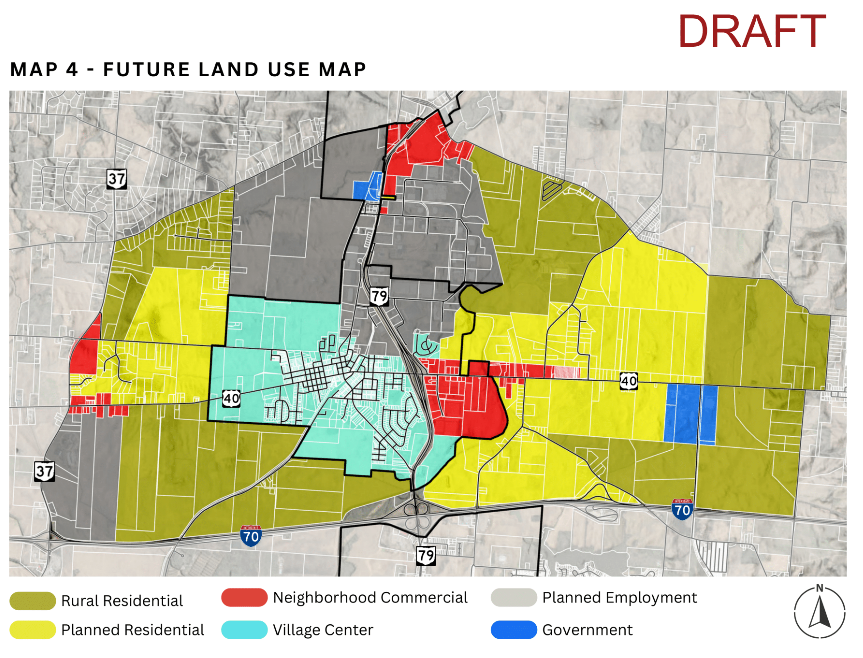 DRAFT
MAP 4 - FUTURE LAND USE MAP
37
79
40
40
37
70
70
79
Rural Residential
Neighborhood Commercial
Planned Employment
Planned Residential
Village Center
Government
N